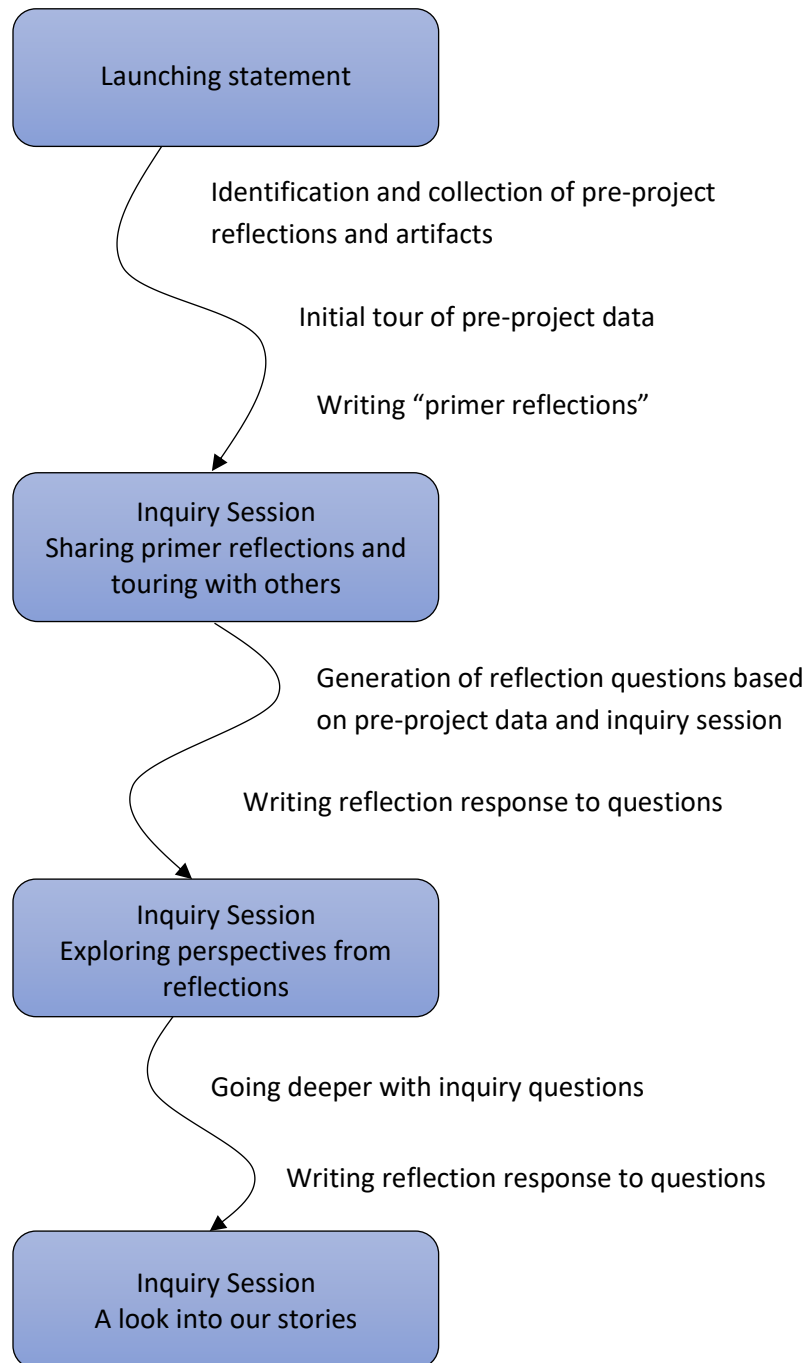 Launching statement
Identification and collection of pre-project
reflections and artifacts
Initial tour of pre-project data
Writing “primer reflections”
Inquiry Session
Sharing primer reflections and
touring with others
Generation of reflection questions based
on pre-project data and inquiry session
Writing reflection response to questions
Inquiry Session
Exploring perspectives from
reflections
Going deeper with inquiry questions
Writing reflection response to questions
Inquiry Session
A look into our stories